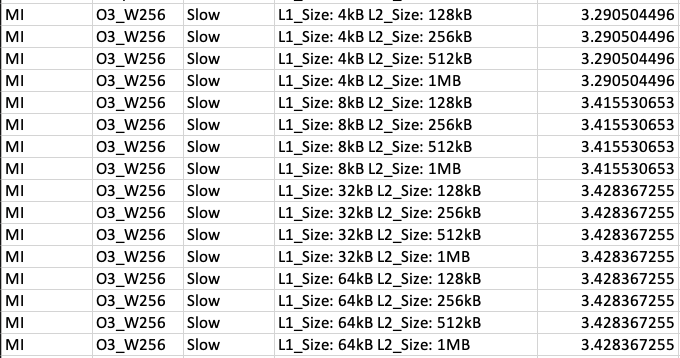 MI O3_W256 Slow L1_Size: 4kB L2_Size: 128kB 3.290504496
MI O3_W256 Slow L1_Size: 4kB L2_Size: 256kB 3.290504496
MI O3_W256 Slow L1_Size: 4kB L2_Size: 512kB 3.290504496
MI O3_W256 Slow L1_Size: 4kB L2_Size: 1MB 3.290504496
MI O3_W256 Slow L1_Size: 8kB L2_Size: 128kB 3.415530653
MI O3_W256 Slow L1_Size: 8kB L2_Size: 256kB 3.415530653
MI O3_W256 Slow L1_Size: 8kB L2_Size: 512kB 3.415530653
MI O3_W256 Slow L1_Size: 8kB L2_Size: 1MB 3.415530653
MI O3_W256 Slow L1_Size: 32kB L2_Size: 128kB 3.428367255
MI O3_W256 Slow L1_Size: 32kB L2_Size: 256kB 3.428367255
MI O3_W256 Slow L1_Size: 32kB L2_Size: 512kB 3.428367255
MI O3_W256 Slow L1_Size: 32kB L2_Size: 1MB 3.428367255
MI O3_W256 Slow L1_Size: 64kB L2_Size: 128kB 3.428367255
MI O3_W256 Slow L1_Size: 64kB L2_Size: 256kB 3.428367255
MI O3_W256 Slow L1_Size: 64kB L2_Size: 512kB 3.428367255
MI O3_W256 Slow L1_Size: 64kB L2_Size: 1MB 3.428367255